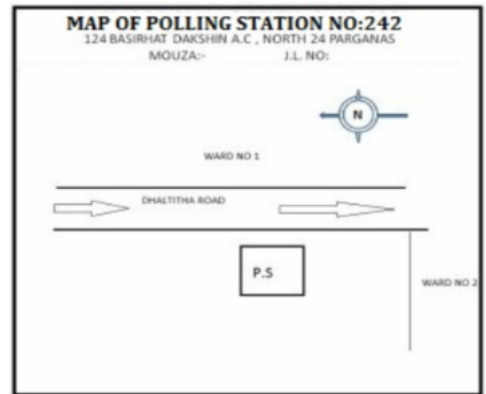 MAP OF POLLING STATION NO:242
124 BASIRHAT DAKSHIN A.C , NORTH 24 PARGANAS
MOUZA:- J.L. NO:
N
WARD NO 1
DHALTITHA ROAD
P.S
WARD NO 2